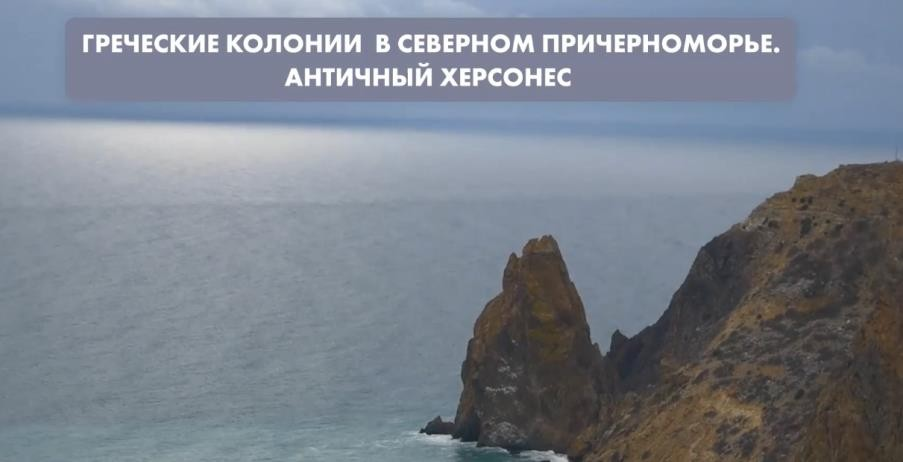 ГРЕЧЕСКИЕ КОЛОНИИ В СЕВЕРНОМ ПРИЧЕРНОМОРЬЕ.
АНТИЧНЫЙ ХЕРСОНЕС